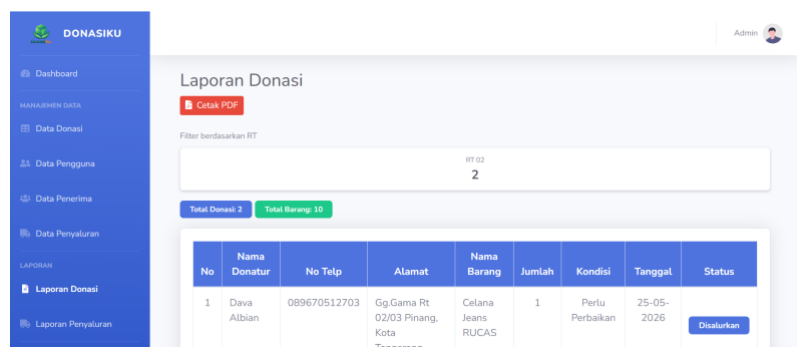 DONASIKU
Admin
Dashboard
MANAJEMEN DATA
Data Donasi
Data Pengguna
Data Penerima
Data Penyaluran
LAPORAN
Laporan Donasi
Laporan Penyaluran
Laporan Donasi
Cetak PDF
Filter berdasarkan RT
RT 02
2
Total Donasi: 2 Total Barang: 10
No Nama Donatur No Telp Alamat Nama Barang Jumlah Kondisi Tanggal Status
1 Dava 089670512703 Gg.Gama Rt Celana 1 Perlu 25-05-
Albian 02/03 Pinang, Jeans Perbaikan 2026 Disalurkan
Kota RUCAS